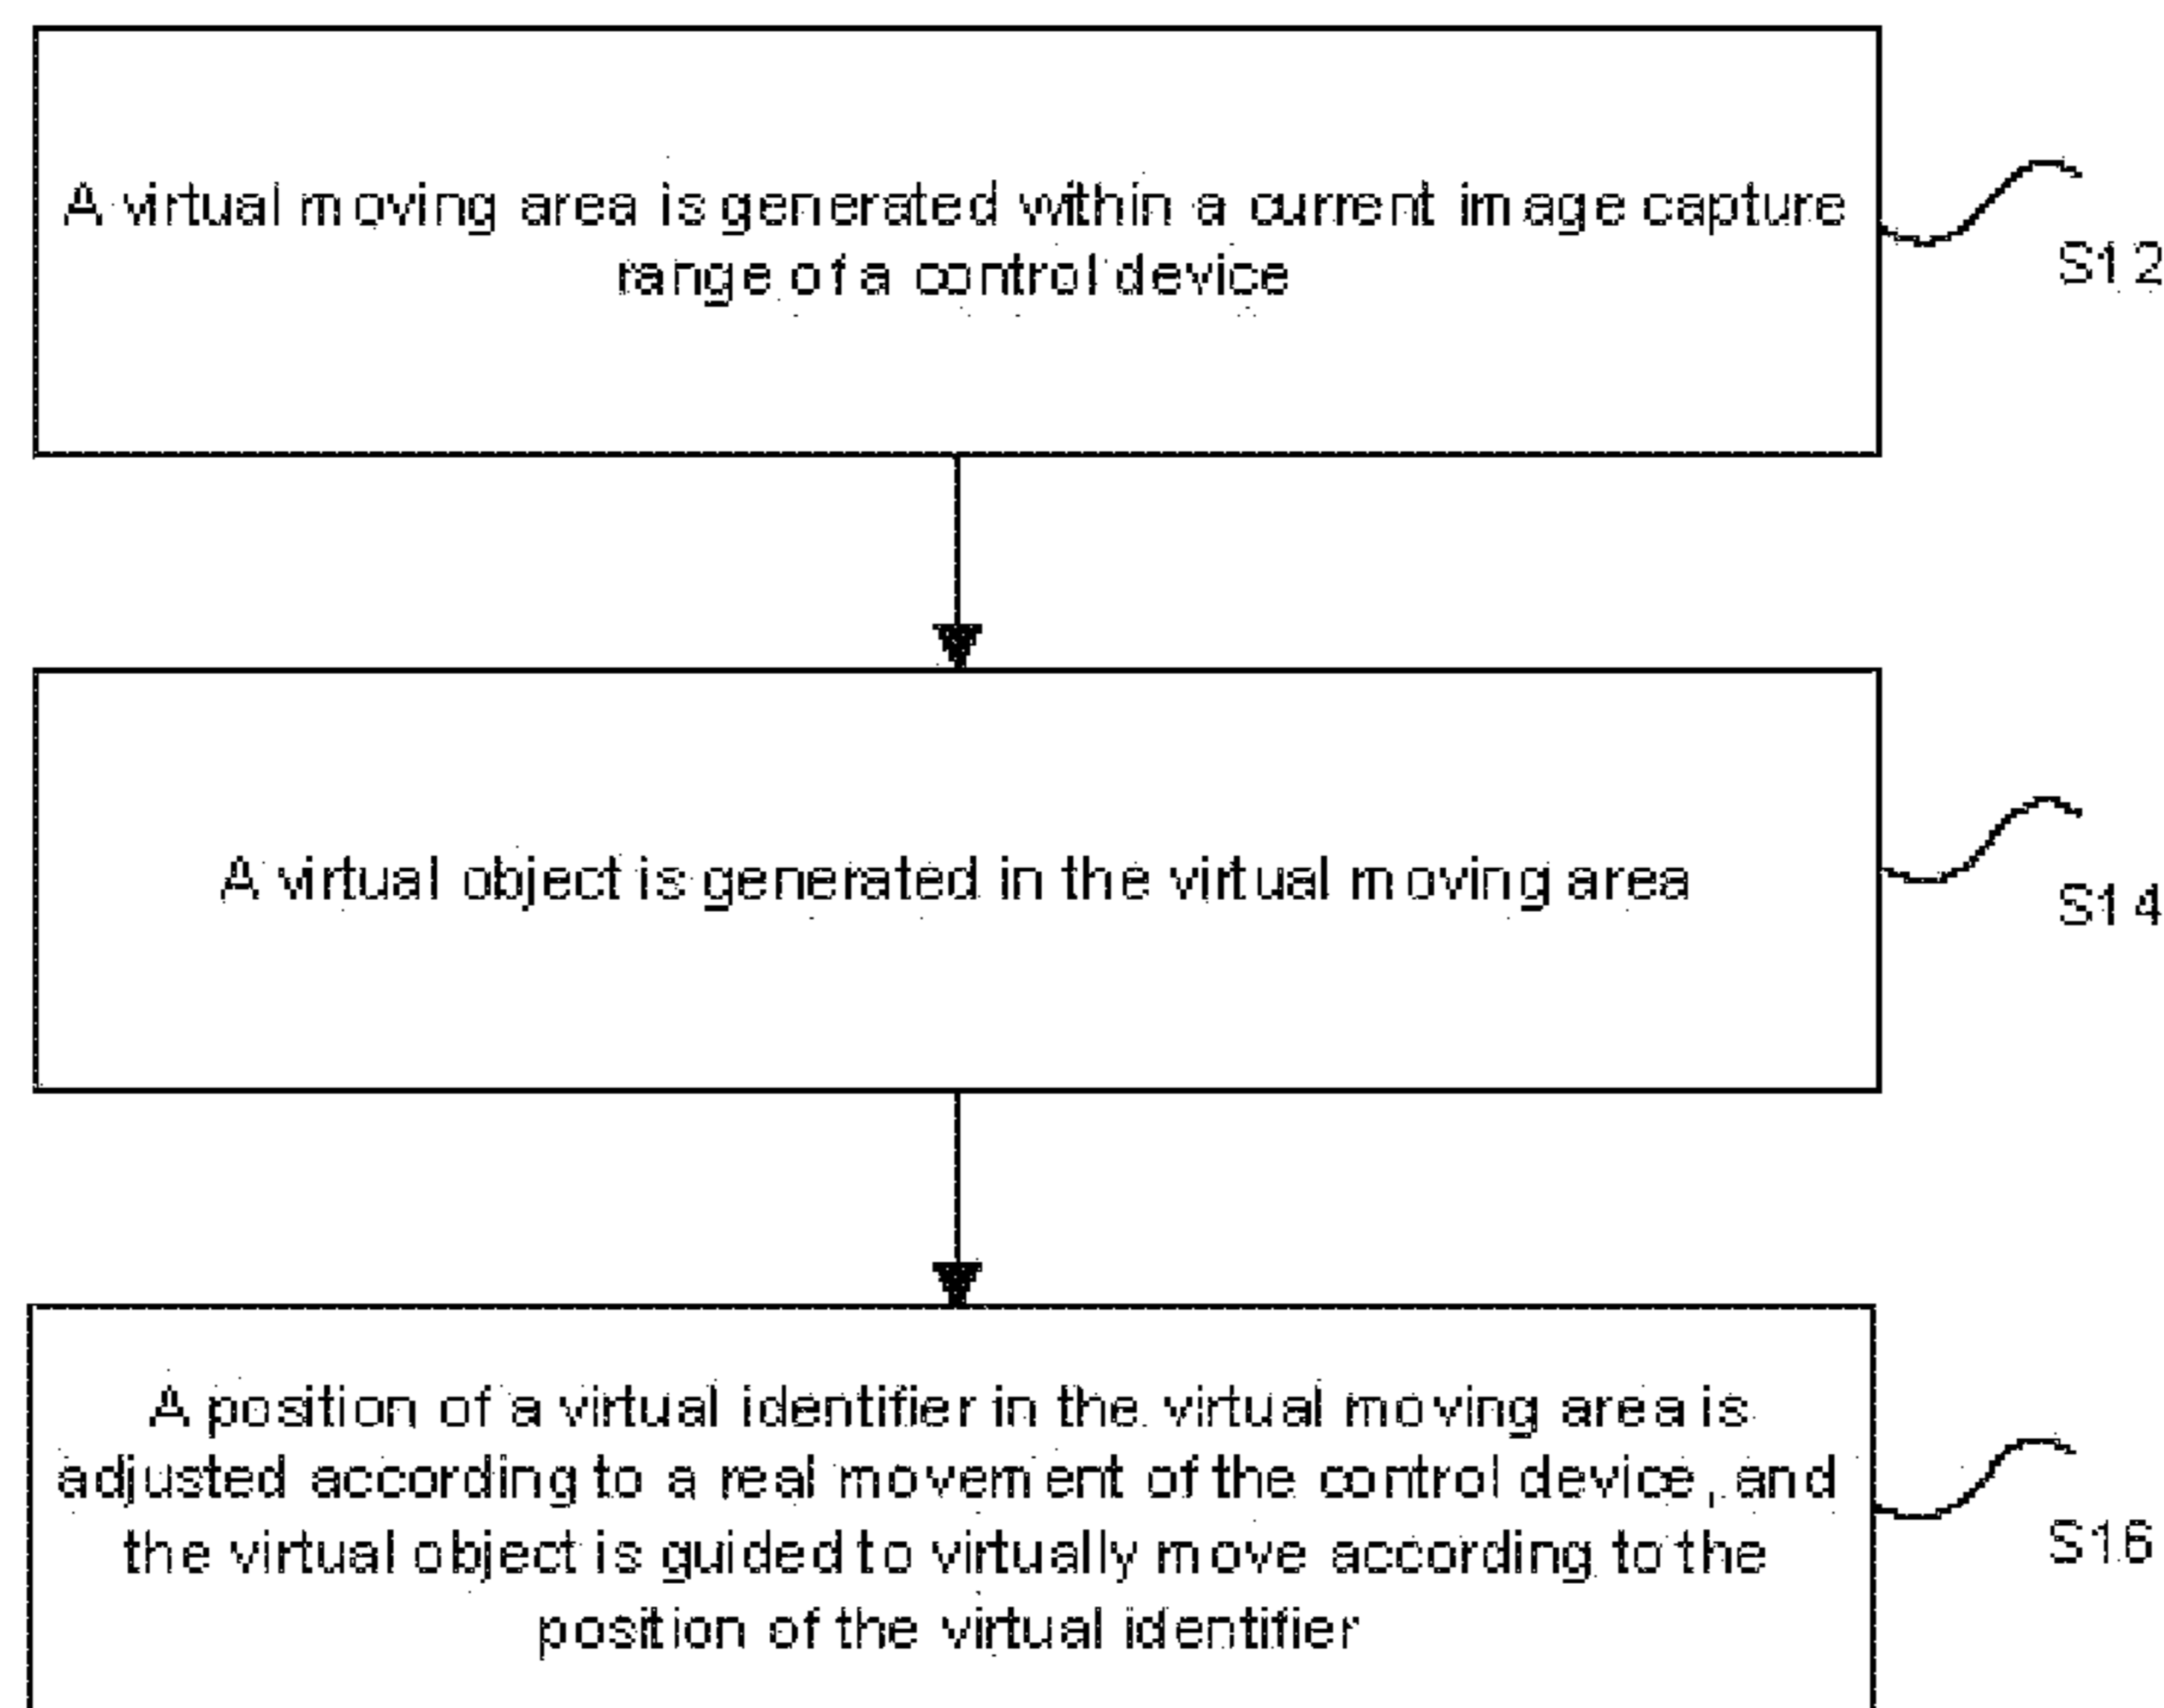 A virtual moving area is generated within a current image capture
range of a control device
S12
A virtual object is generated in the virtual moving area
S14
A position of a virtual identifier in the virtual moving area is
adjusted according to a real movement of the control device, and
the virtual object is guided to virtually move according to the
position of the virtual identifier
S16